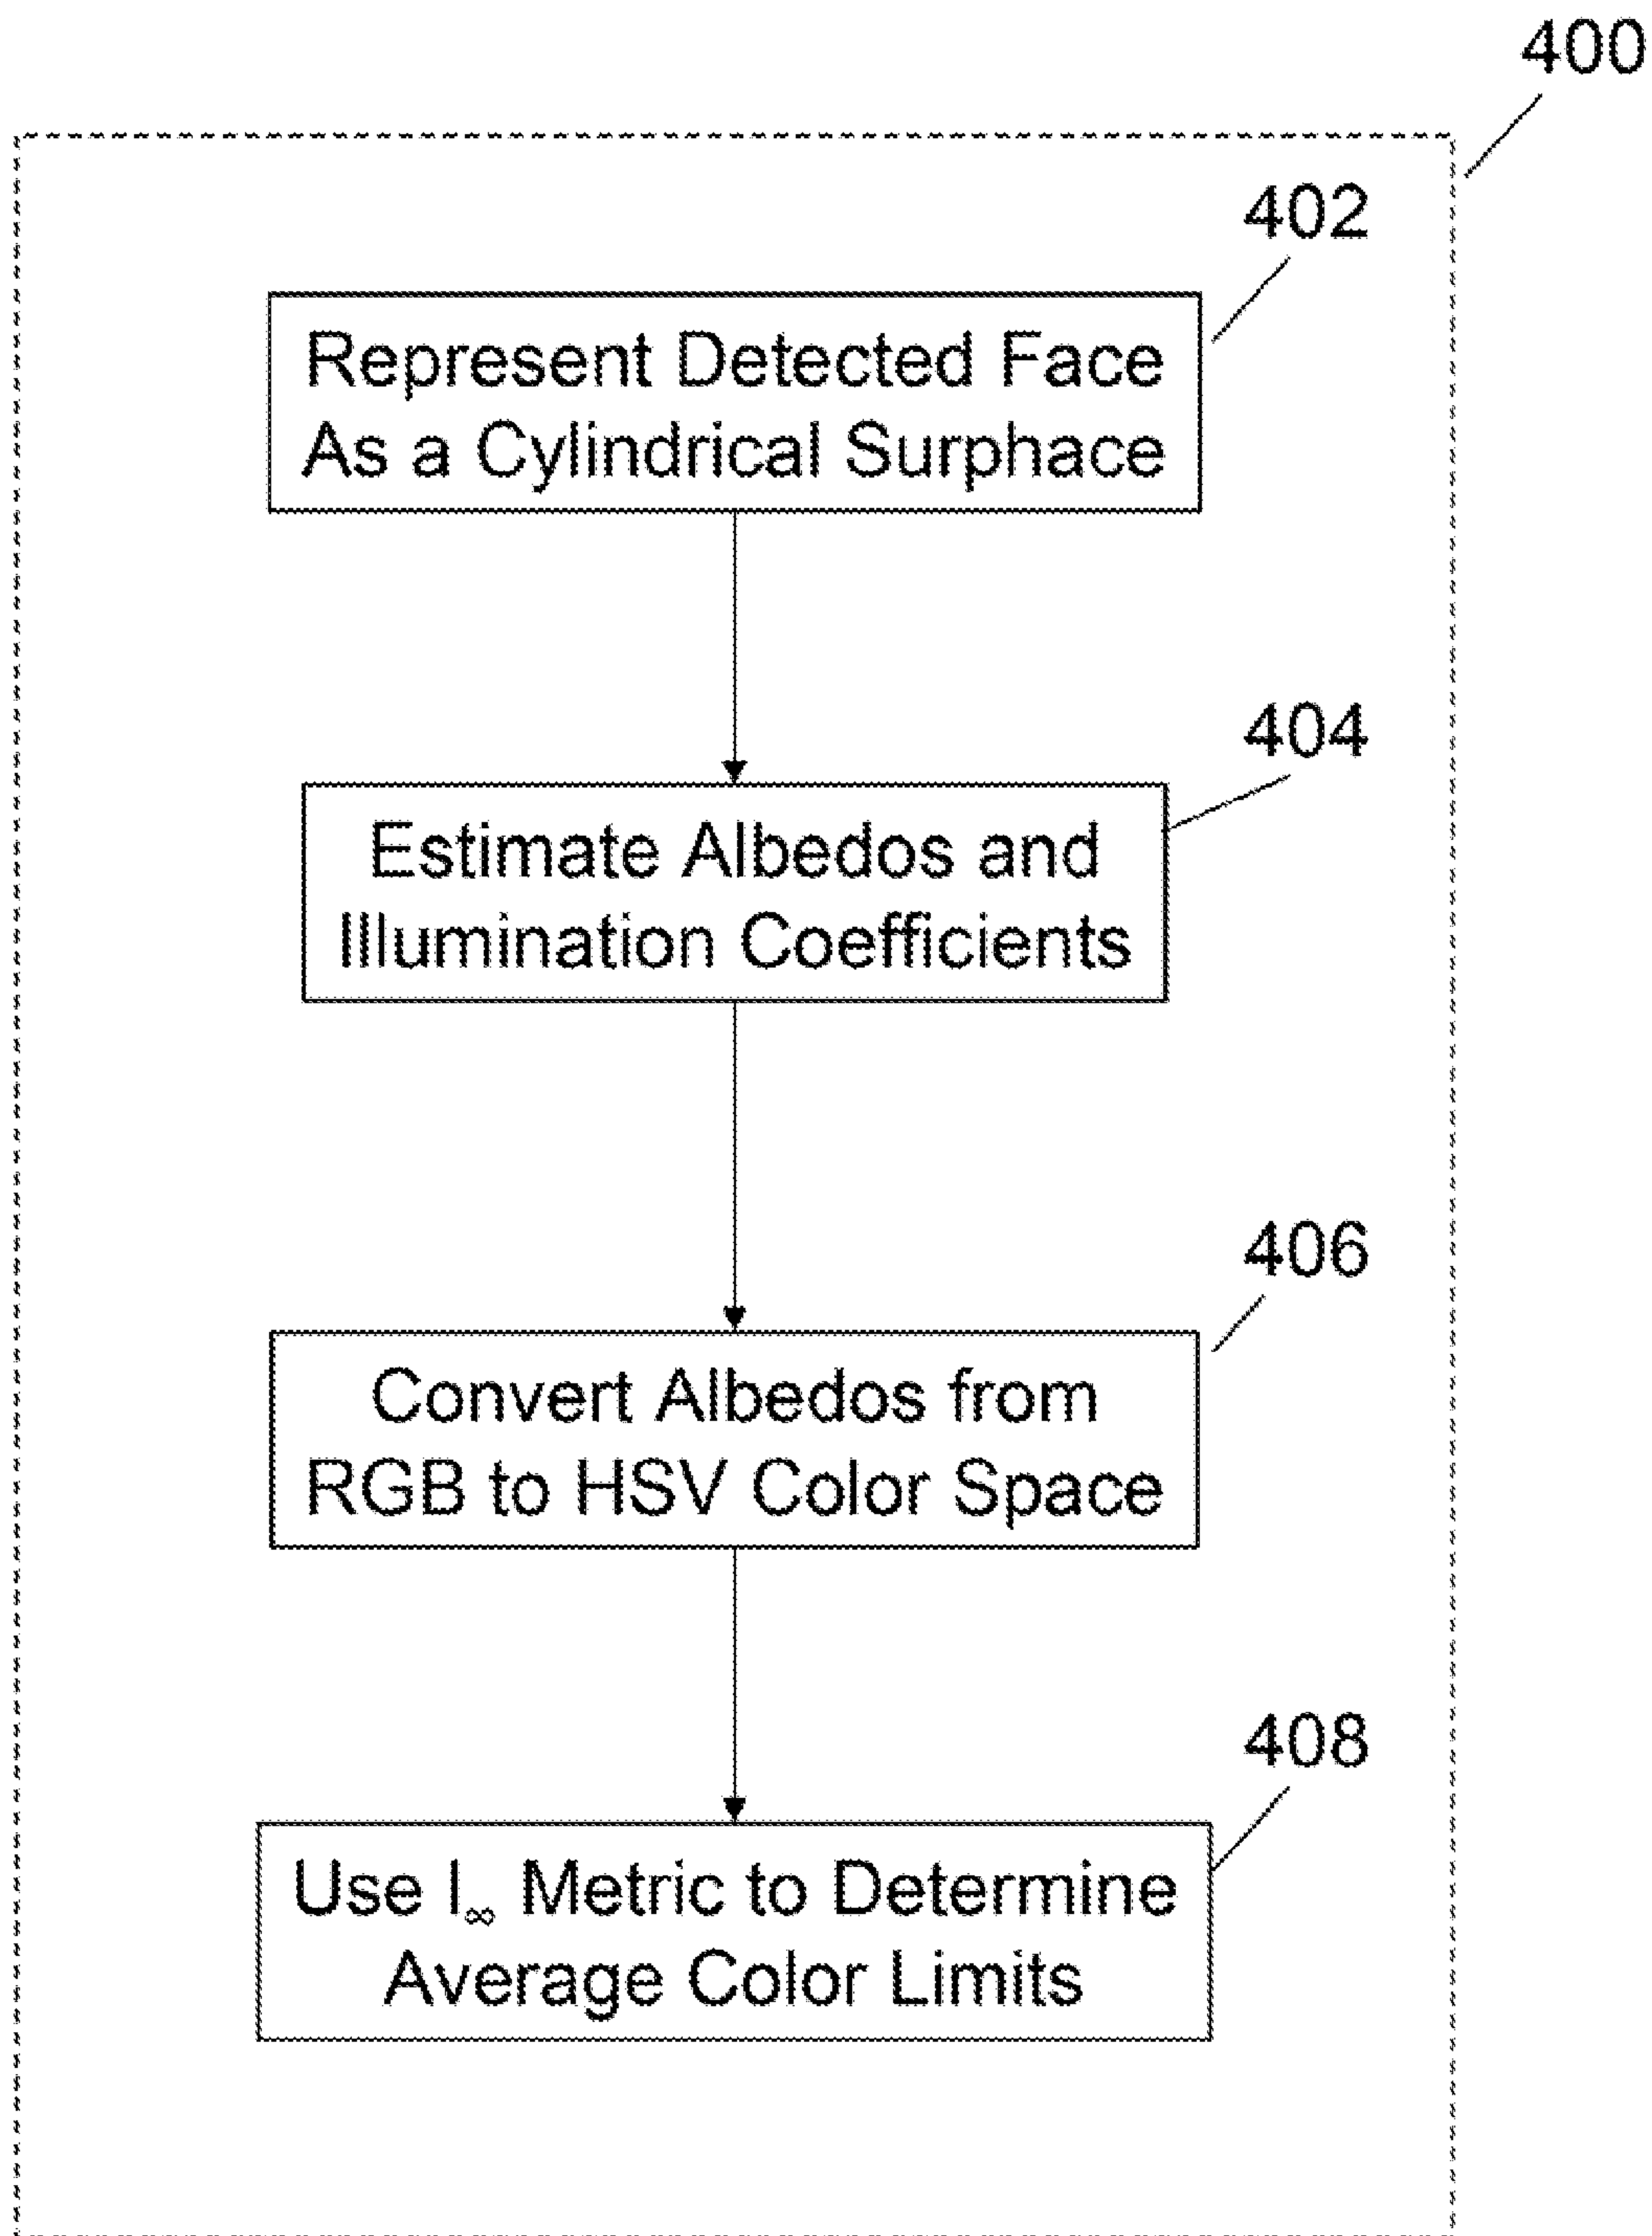 400
402
Represent Detected Face
As a Cylindrical Surphace
404
Estimate Albedos and
Illumination Coefficients
406
Convert Albedos from
RGB to HSV Color Space
408
Use l∞ Metric to Determine
Average Color Limits